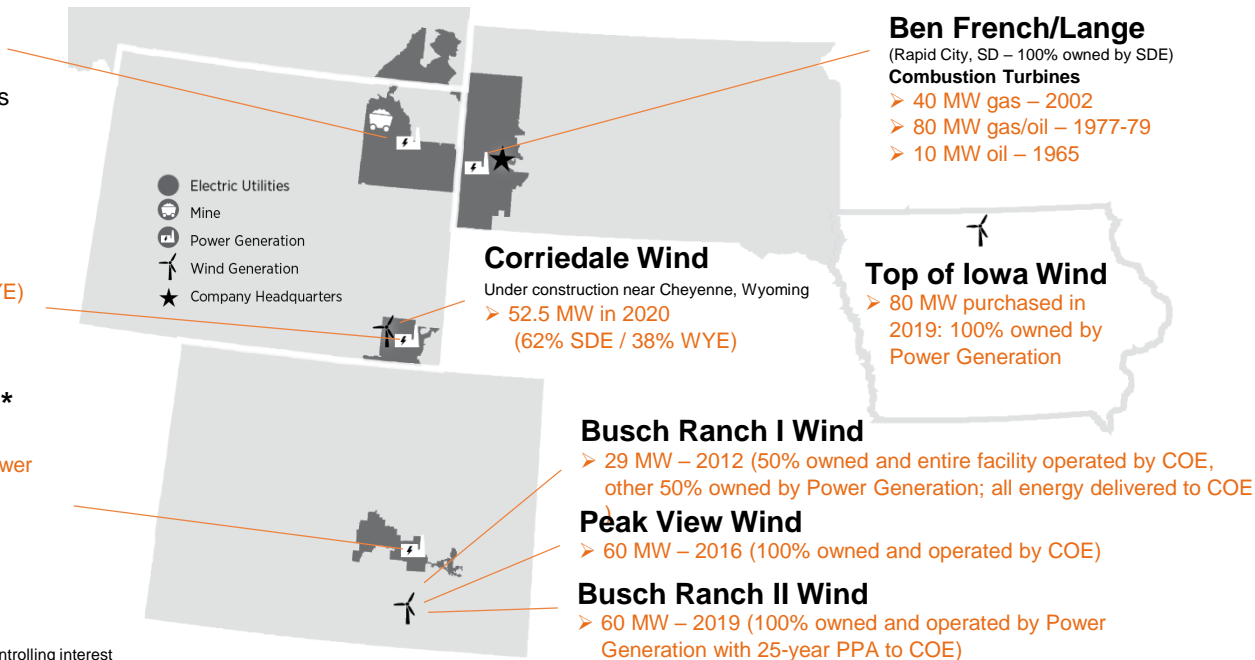 Ben French/Lange
(Rapid City, SD – 100% owned by SDE)
Combustion Turbines
➢ 40 MW gas – 2002
➢ 80 MW gas/oil – 1977-79
➢ 10 MW oil – 1965
s
Electric Utilities
Mine
Power Generation
Wind Generation
Company Headquarters
Corriedale Wind
Under construction near Cheyenne, Wyoming
➢ 52.5 MW in 2020
(62% SDE / 38% WYE)
Top of Iowa Wind
➢ 80 MW purchased in
2019: 100% owned by
Power Generation
YE)
*
wer
Busch Ranch I Wind
➢ 29 MW – 2012 (50% owned and entire facility operated by COE,
other 50% owned by Power Generation; all energy delivered to COE
)
Peak View Wind
➢ 60 MW – 2016 (100% owned and operated by COE)
Busch Ranch II Wind
➢ 60 MW – 2019 (100% owned and operated by Power
Generation with 25-year PPA to COE)
ntrolling interest